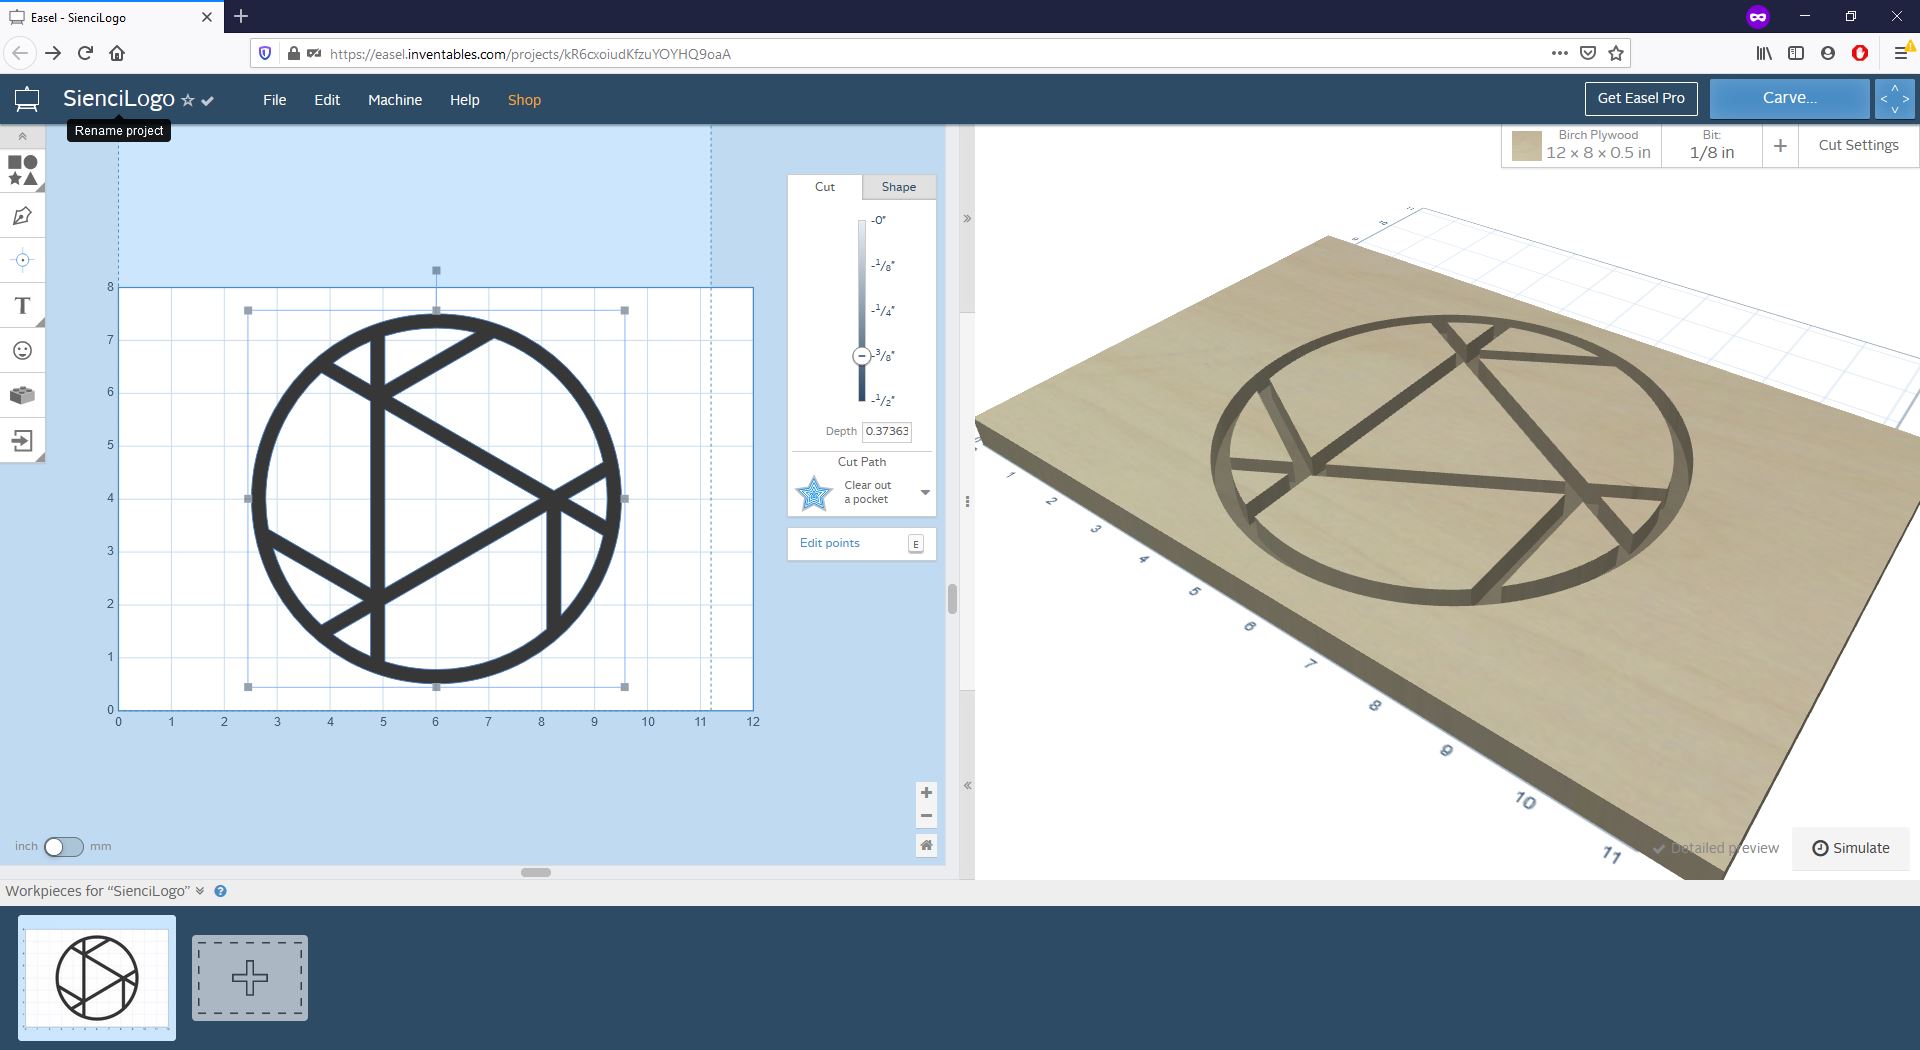 Easel - SienciLogo
https://easel.inventables.com/projects/kR6cxoiudKfzuYOYHQ9oaA
SienciLogo
File
Edit
Machine
Help
Shop
Get Easel Pro
Carve...
Rename project
Birch Plywood
12 × 8 × 0.5 in
Bit:
1/8 in
+
Cut Settings
Cut
Shape
-0"
-1/8"
-1/4"
-3/8"
-1/2"
Depth 0.37363
Cut Path
Clear out
a pocket
Edit points E
T
8
7
6
5
4
3
2
1
0
0 1 2 3 4 5 6 7 8 9 10 11 12
1
2
3
4
5
6
7
8
9
10
11
inch mm
Detailed preview
Simulate
Workpieces for “SienciLogo” ?